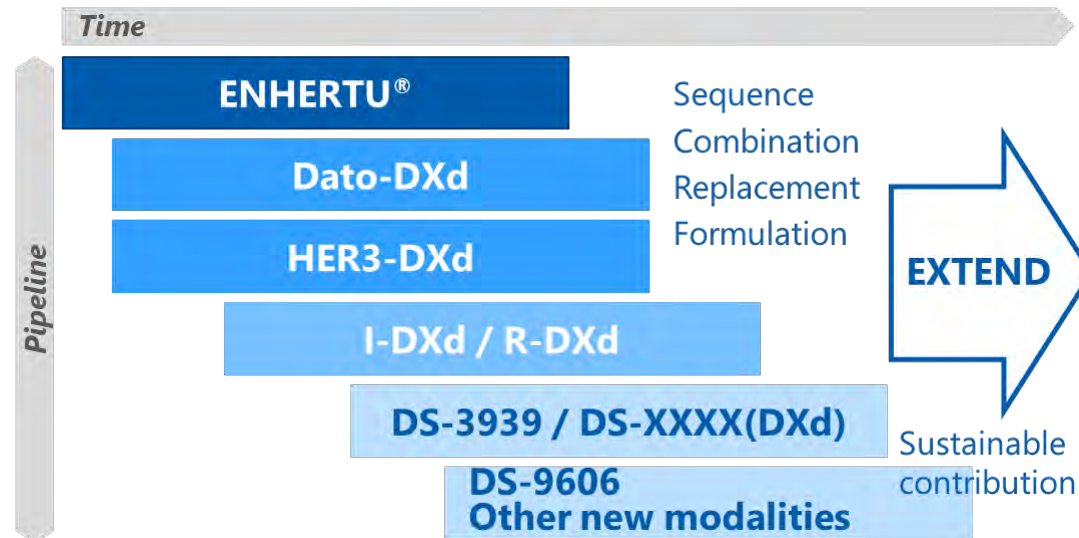 Time
Pipeline
ENHERTU®
Dato-DXd
HER3-DXd
I-DXd / R-DXd
DS-3939 / DS-XXXX(DXd)
DS-9606
Other new modalities
Sequence
Combination
Replacement
Formulation
EXTEND
Sustainable
contribution